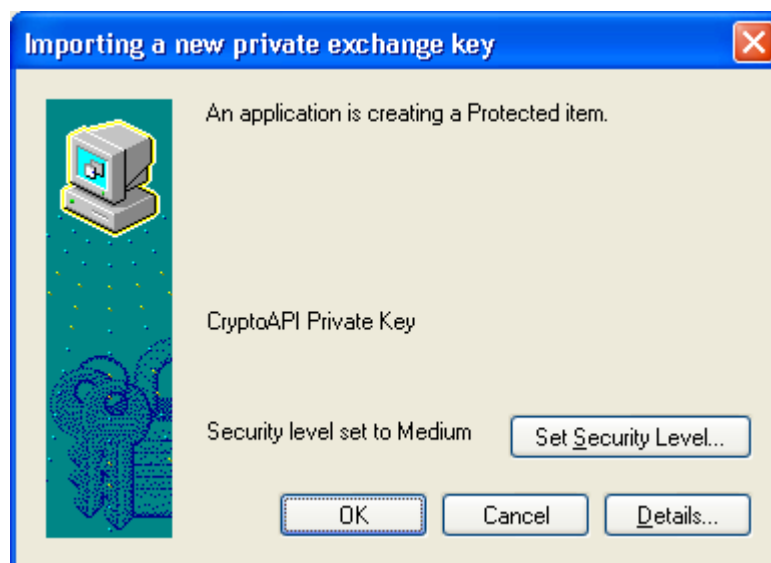 Importing a new private exchange key
An application is creating a Protected item.
CryptoAPI Private Key
Security level set to Medium
Set Security Level...
OK
Cancel
Details...